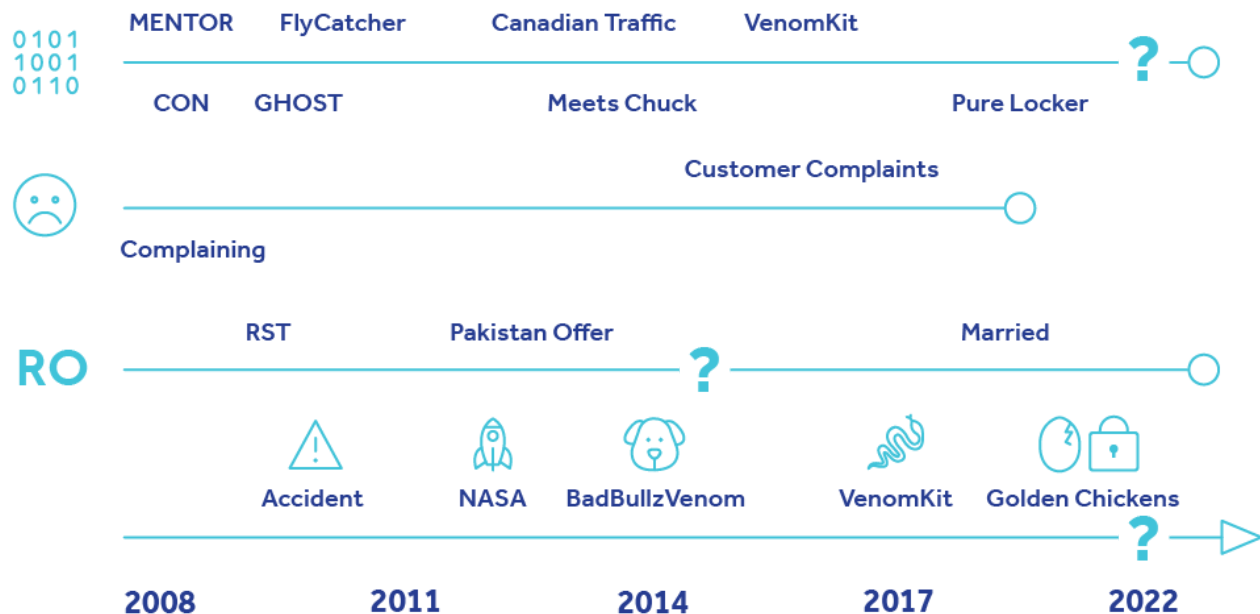 MENTOR FlyCatcher Canadian Traffic VenomKit
0101
1001
0110
?
CON GHOST Meets Chuck Pure Locker
Customer Complaints
Complaining
RST Pakistan Offer Married
RO ?
Accident NASA BadBullzVenom VenomKit Golden Chickens
?
2008 2011 2014 2017 2022